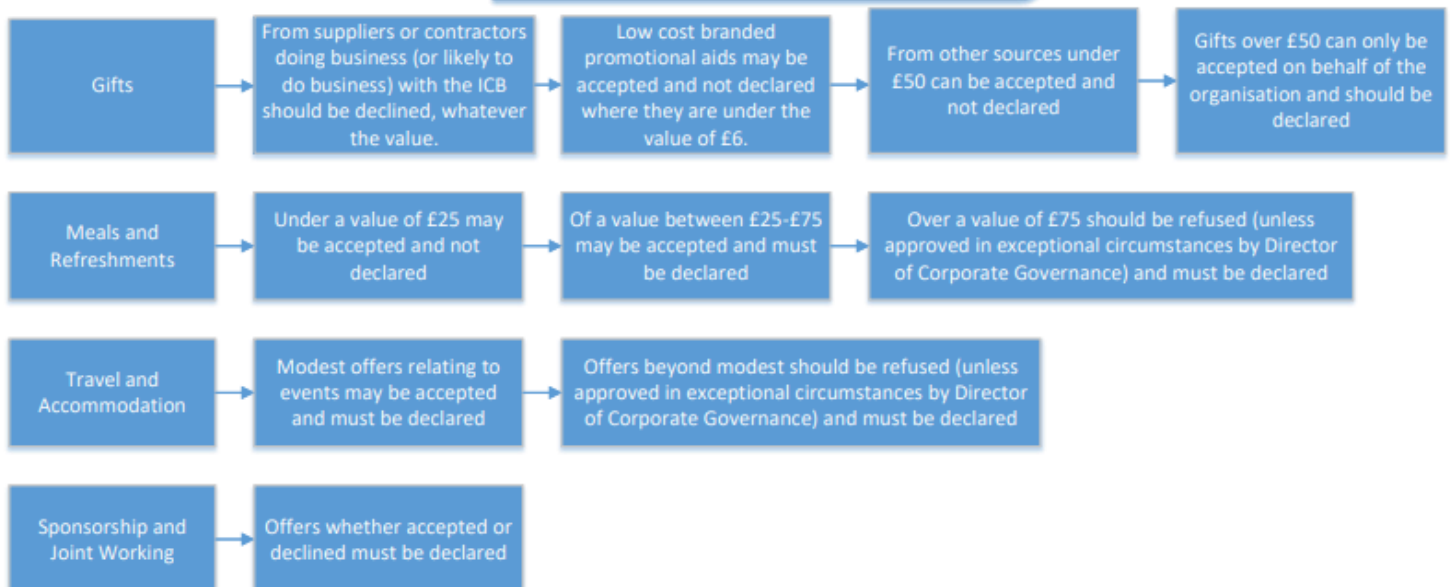 Gifts
From suppliers or contractors
doing business (or likely to
do business) with the ICB
should be declined, whatever
the value.
Low cost branded
promotional aids may be
accepted and not declared
where they are under the
value of £6.
From other sources under
£50 can be accepted and
not declared
Gifts over £50 can only be
accepted on behalf of the
organisation and should be
declared
Meals and
Refreshments
Under a value of £25 may
be accepted and not
declared
Of a value between £25-£75
may be accepted and must
be declared
Over a value of £75 should be refused (unless
approved in exceptional circumstances by Director
of Corporate Governance) and must be declared
Travel and
Accommodation
Modest offers relating to
events may be accepted
and must be declared
Offers beyond modest should be refused (unless
approved in exceptional circumstances by Director
of Corporate Governance) and must be declared
Sponsorship and
Joint Working
Offers whether accepted or
declined must be declared